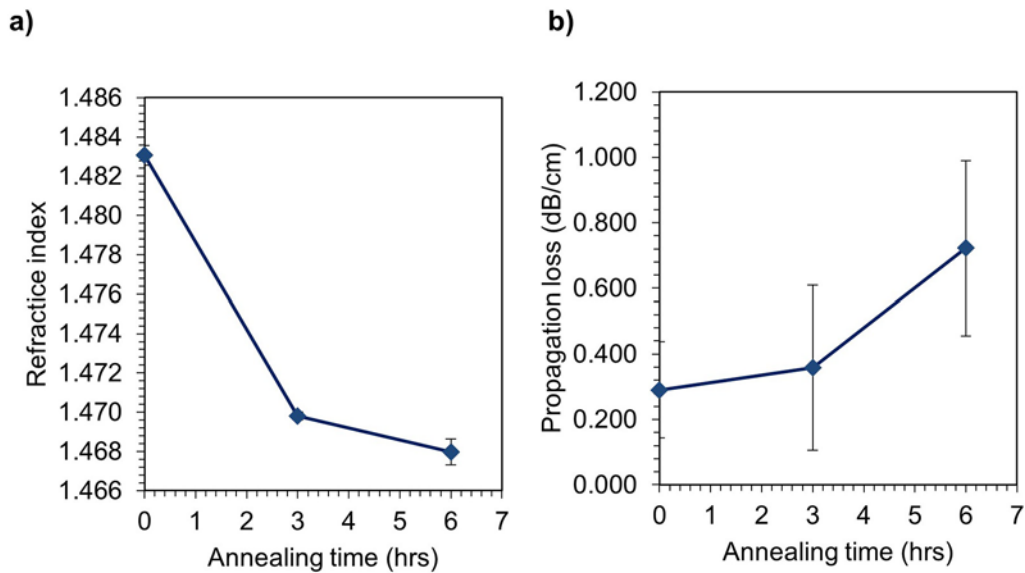 a)
1.486
1.484
1.482
1.480
1.478
1.476
1.474
1.472
1.470
1.468
1.466
Refractice index
0 1 2 3 4 5 6 7
Annealing time (hrs)
b)
1.200
1.000
0.800
0.600
0.400
0.200
0.000
Propagation loss (dB/cm)
0 1 2 3 4 5 6 7
Annealing time (hrs)